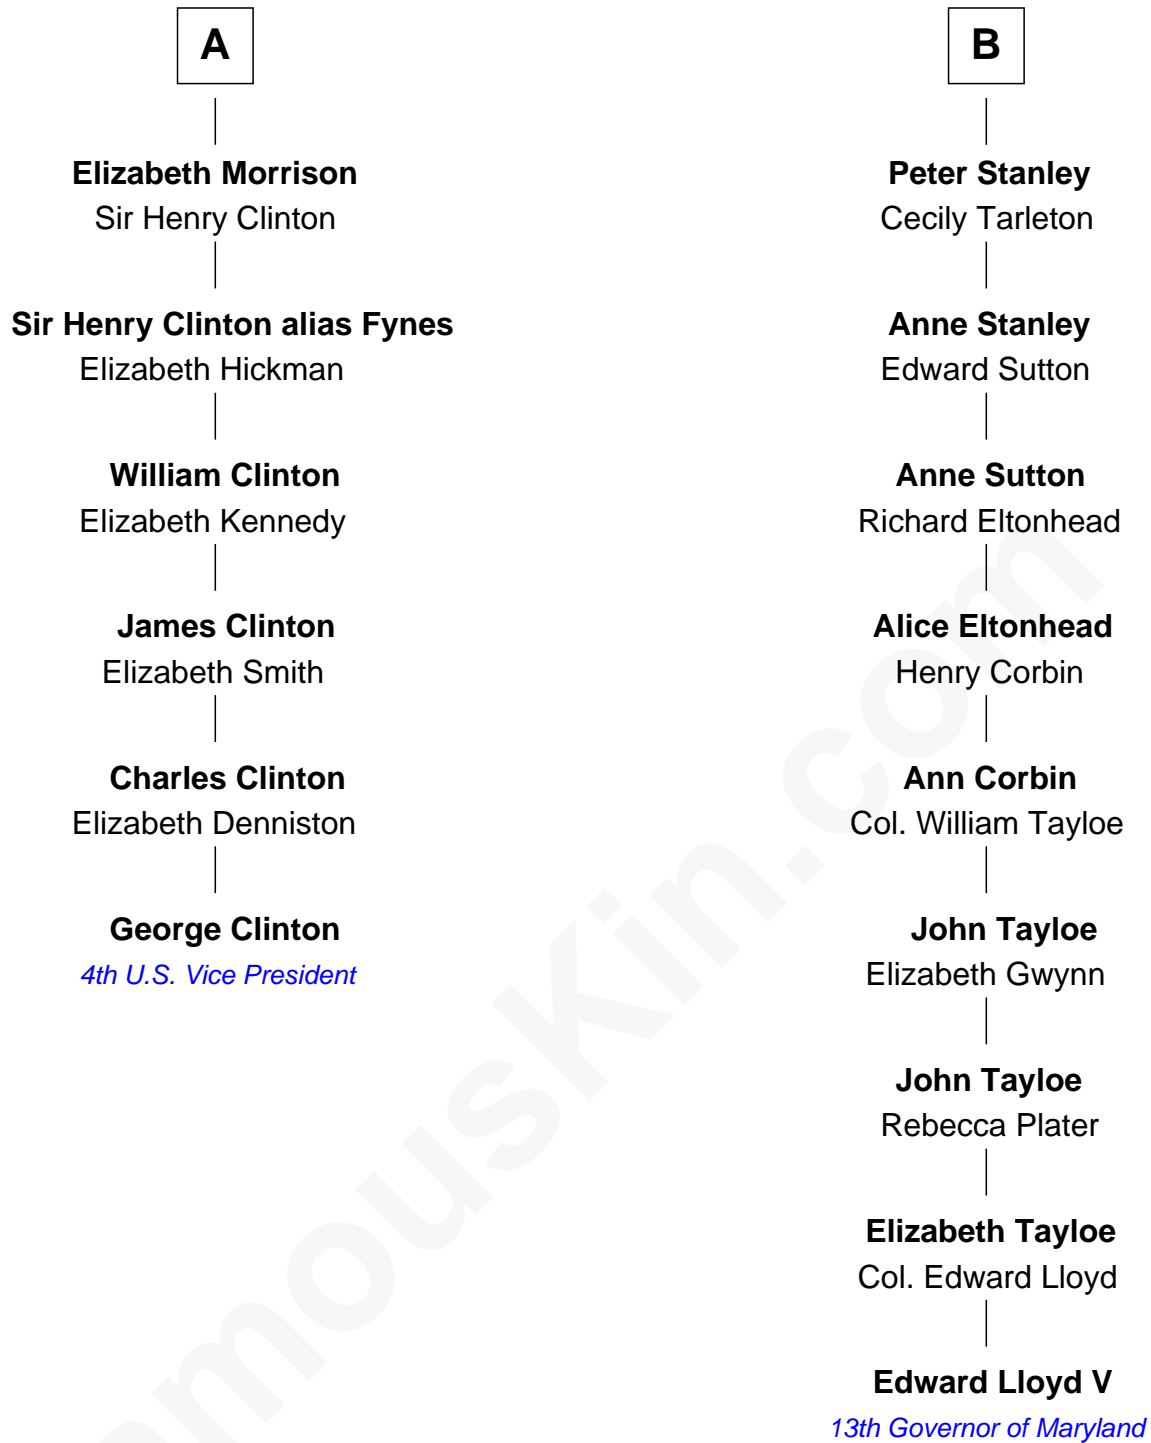 A
Elizabeth Morrison
Sir Henry Clinton
Sir Henry Clinton alias Fynes
Elizabeth Hickman
William Clinton
Elizabeth Kennedy
James Clinton
Elizabeth Smith
Charles Clinton
Elizabeth Denniston
George Clinton
4th U.S. Vice President
B
Peter Stanley
Cecily Tarleton
Anne Stanley
Edward Sutton
Anne Sutton
Richard Eltonhead
Alice Eltonhead
Henry Corbin
Ann Corbin
Col. William Tayloe
John Tayloe
Elizabeth Gwynn
John Tayloe
Rebecca Plater
Elizabeth Tayloe
Col. Edward Lloyd
Edward Lloyd V
13th Governor of Maryland
amouskin.com